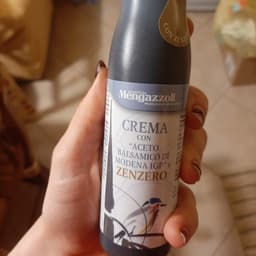 Mengazzoli
CREMA
CON
"ACETO
BALSAMICO DI
MODENA IGP" e
ZENZERO